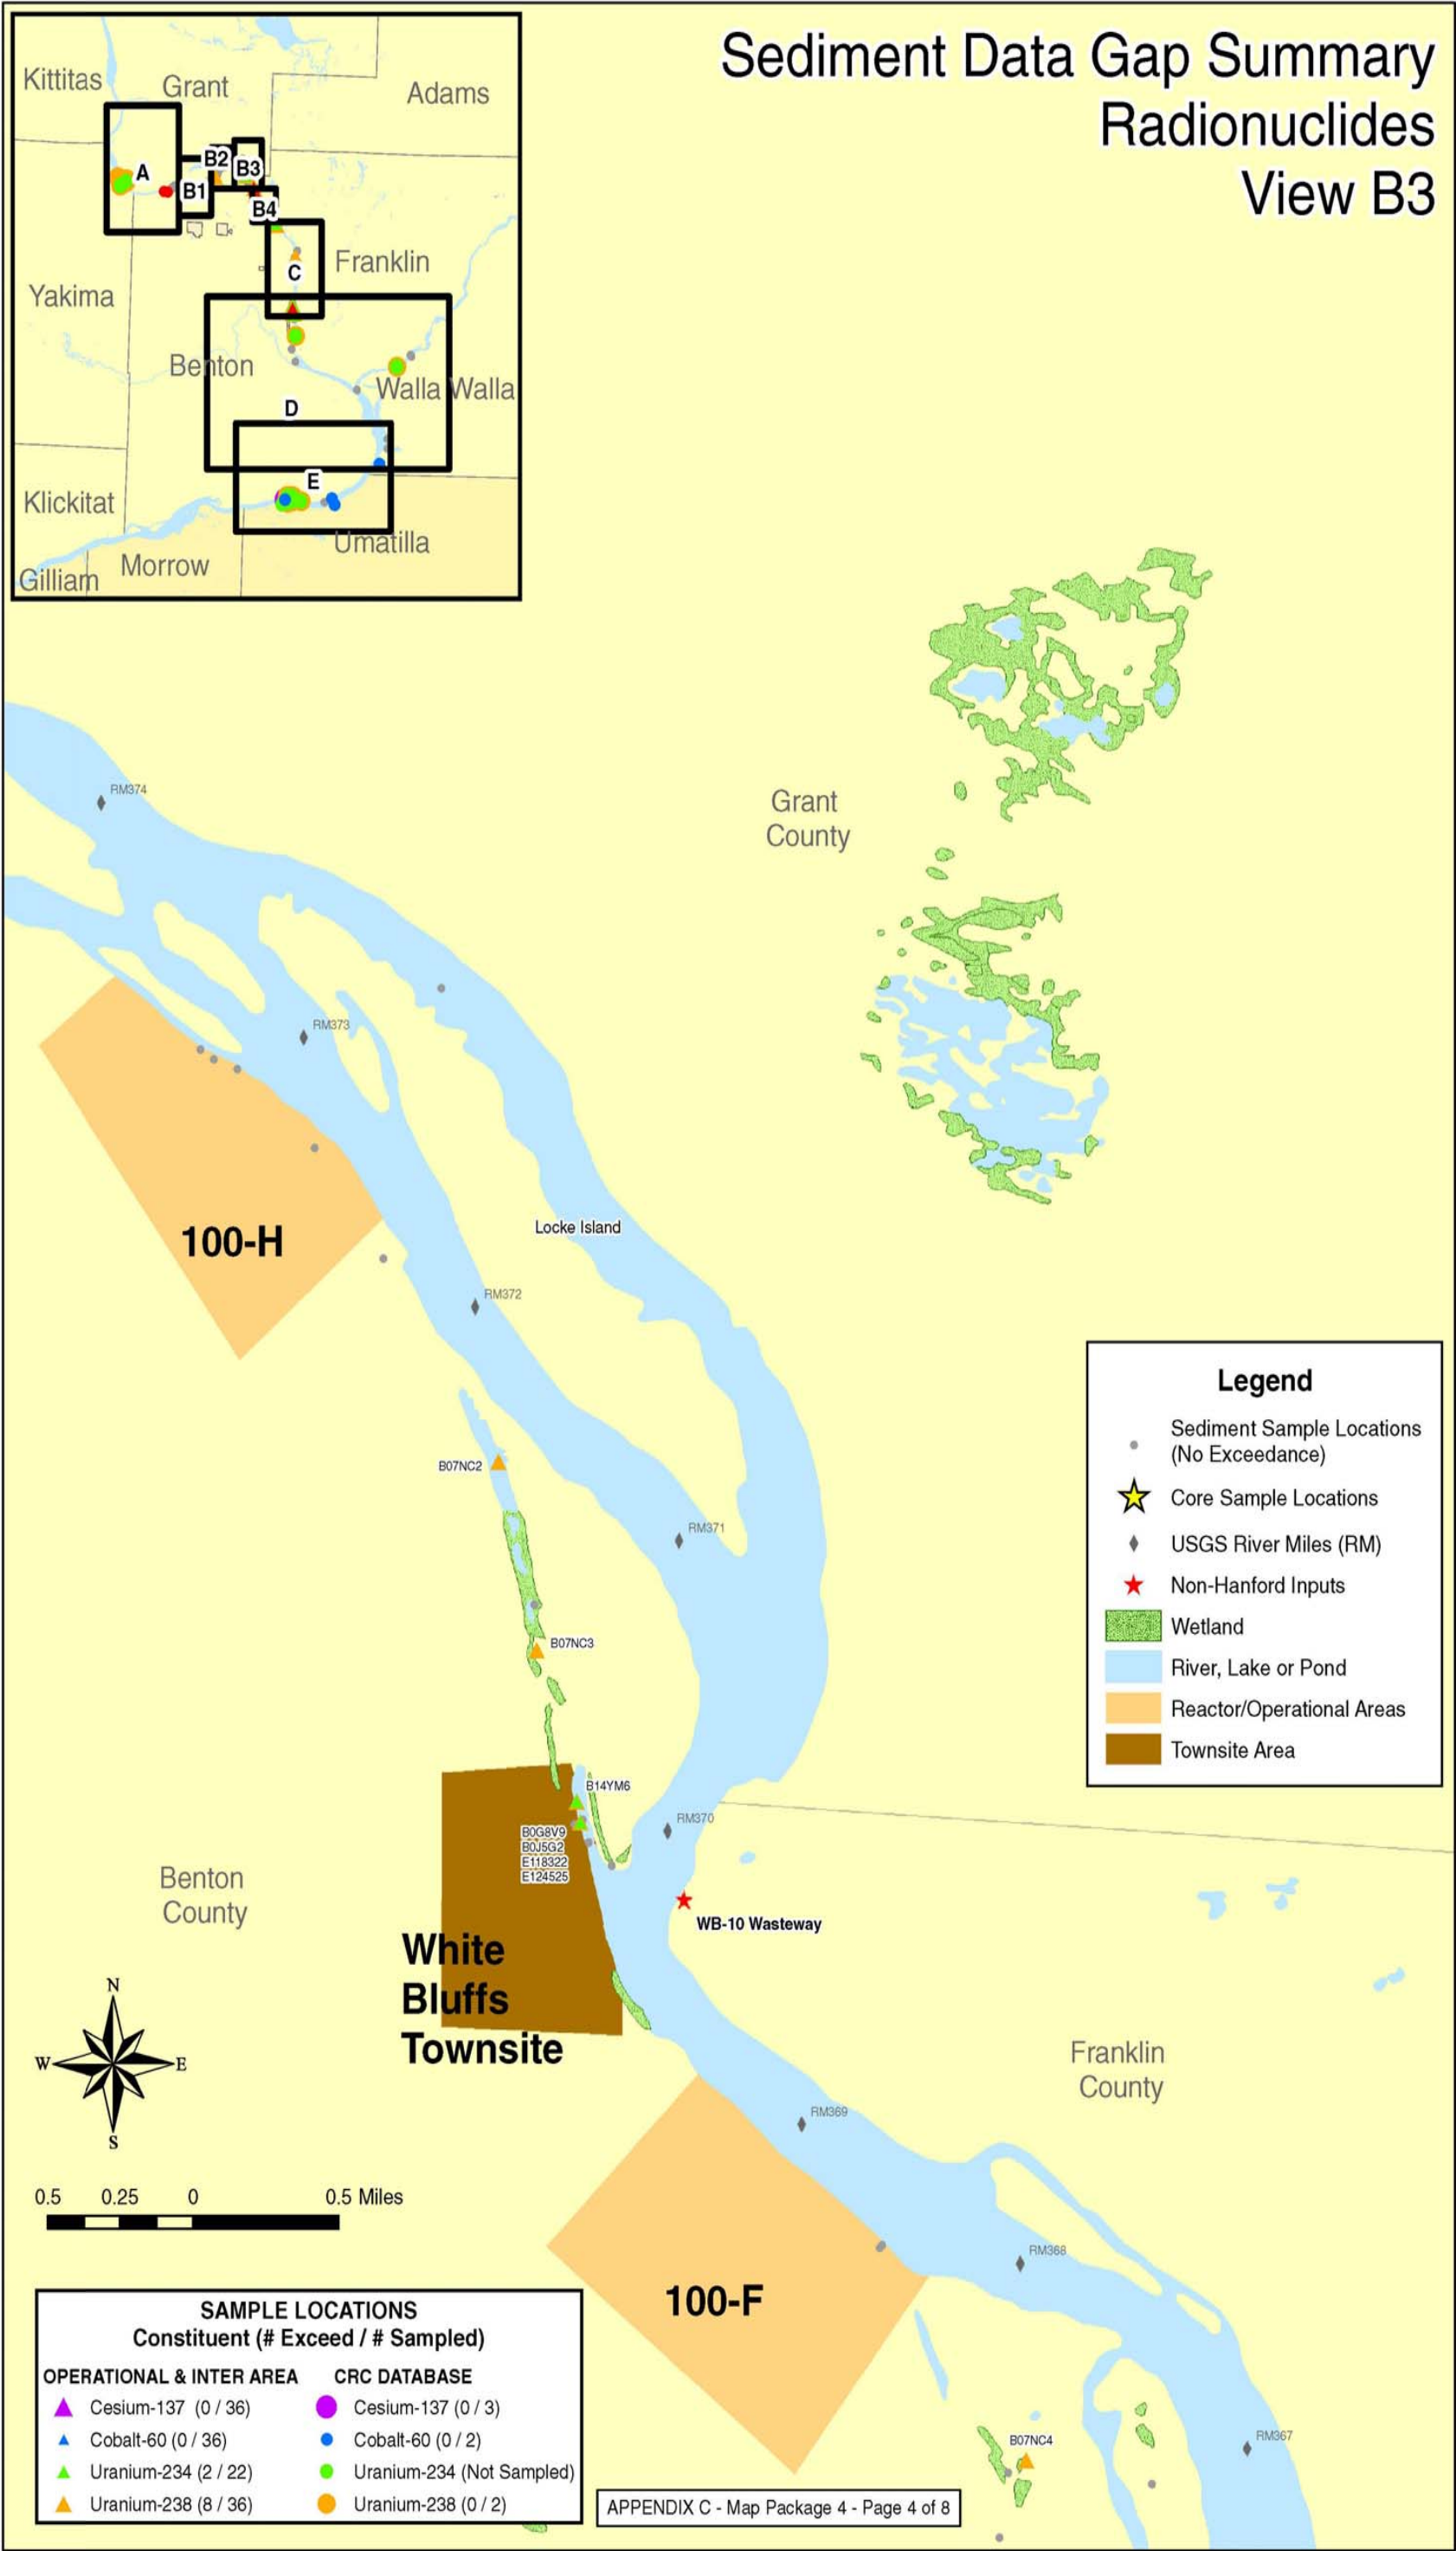 Sediment Data Gap Summary
Radionuclides
View B3
Kittitas
Grant
Adams
A
B2
B3
B1
B4
C
Franklin
Yakima
Benton
Walla Walla
D
E
Klickitat
Umatilla
Morrow
Gilliam
RM374
Grant
County
RM373
100-H
Locke Island
RM372
Legend
Sediment Sample Locations
(No Exceedance)
Core Sample Locations
USGS River Miles (RM)
Non-Hanford Inputs
Wetland
River, Lake or Pond
Reactor/Operational Areas
Townsite Area
B07NC2
RM371
B07NC3
B14YM6
RM370
B0G8V9
B0J5G2
E118322
E124525
Benton
County
WB-10 Wasteway
White
Bluffs
Townsite
N
W
E
S
Franklin
County
RM369
0.5 0.25 0 0.5 Miles
RM368
100-F
SAMPLE LOCATIONS
Constituent (# Exceed / # Sampled)
OPERATIONAL & INTER AREA CRC DATABASE
Cesium-137 (0 / 36) Cesium-137 (0 / 3)
Cobalt-60 (0 / 36) Cobalt-60 (0 / 2)
Uranium-234 (2 / 22) Uranium-234 (Not Sampled)
Uranium-238 (8 / 36) Uranium-238 (0 / 2)
B07NC4
RM367
APPENDIX C - Map Package 4 - Page 4 of 8